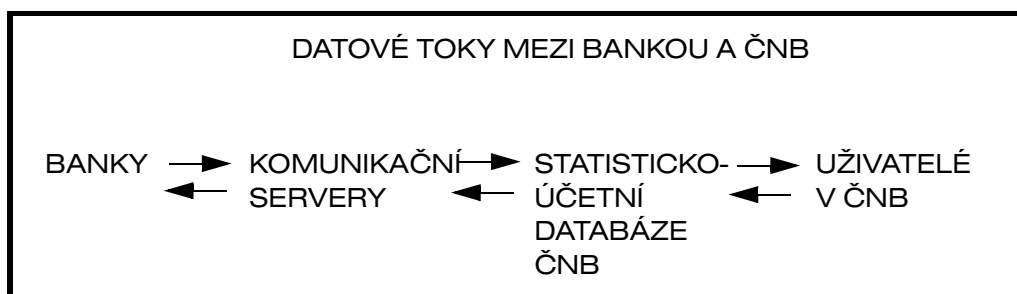 DATOVÉ TOKY MEZI BANKOU A ČNB
BANKY
KOMUNIKAČNÍ
SERVERY
STATISTICKO-
ÚČETNÍ
DATABÁZE
ČNB
UŽIVATELÉ
V ČNB